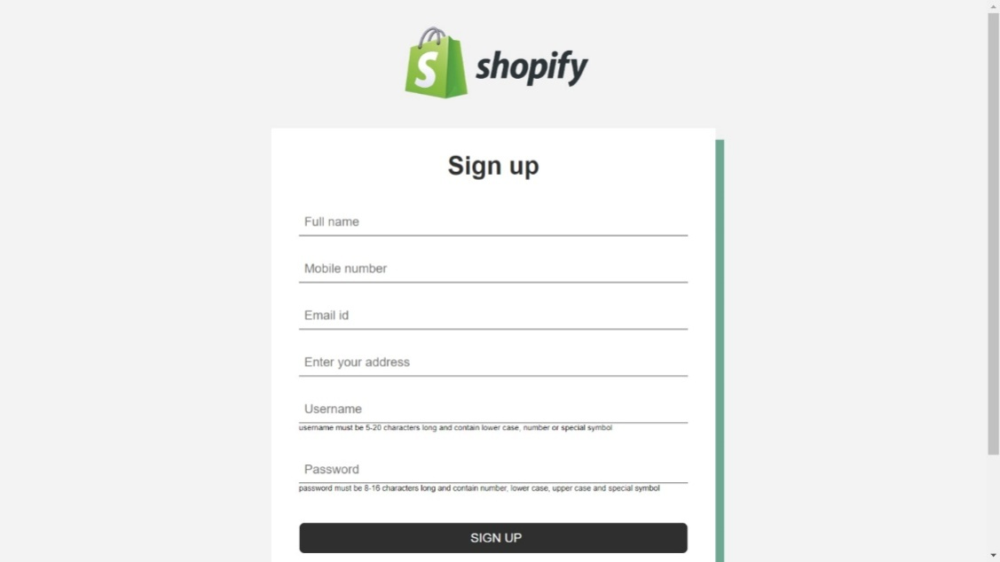 S shopify
Sign up
Full name
Mobile number
Email id
Enter your address
Username
username must be 5-20 characters long and contain lower case, number or special symbol
Password
password must be 8-16 characters long and contain number, lower case, upper case and special symbol
SIGN UP